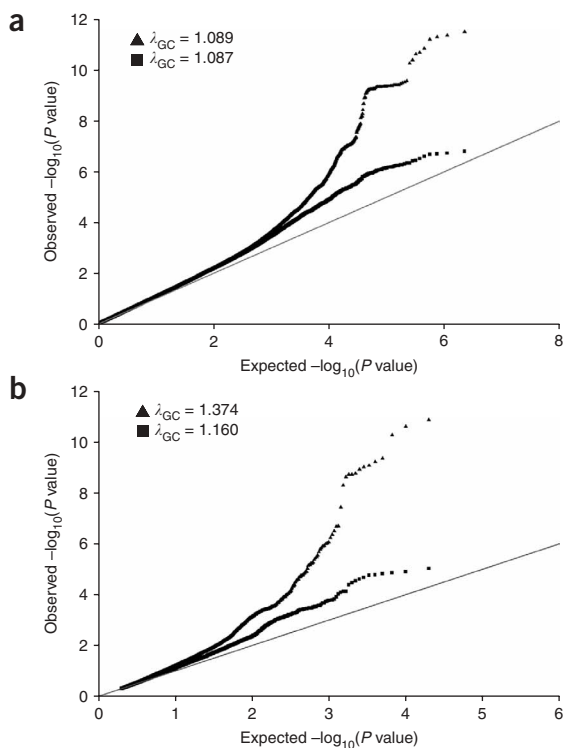 a
12
10
8
6
4
2
0
Observed –log10(P value)
▲ λGC = 1.089
■ λGC = 1.087
0 2 4 6 8
Expected –log10(P value)
b
12
10
8
6
4
2
0
Observed –log10(P value)
▲ λGC = 1.374
■ λGC = 1.160
0 1 2 3 4 5 6
Expected –log10(P value)